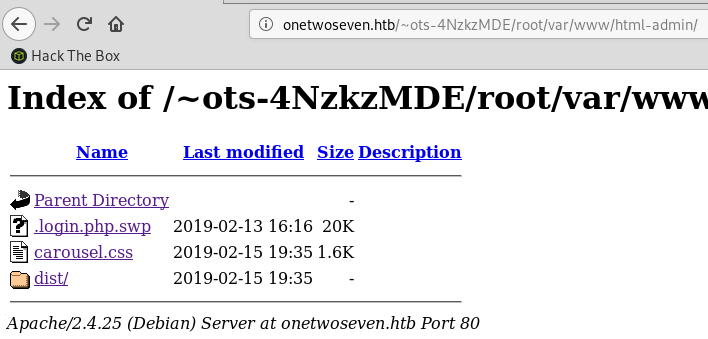 onetwoseven.htb/~ots-4NzkzMDE/root/var/www/html-admin/
Hack The Box
Index of /~ots-4NzkzMDE/root/var/www
Name Last modified Size Description
Parent Directory -
.login.php.swp 2019-02-13 16:16 20K
carousel.css 2019-02-15 19:35 1.6K
dist/ 2019-02-15 19:35 -
Apache/2.4.25 (Debian) Server at onetwoseven.htb Port 80